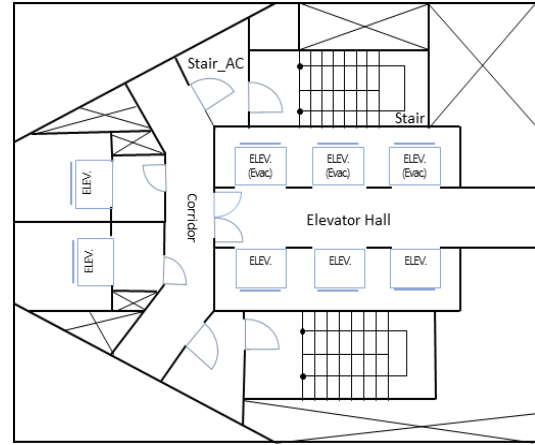 Stair_AC
Stair
ELEV.
(Evac)
ELEV.
(Evac)
ELEV.
(Evac)
ELEV.
Corridor
Elevator Hall
ELEV.
ELEV.
ELEV.
ELEV.